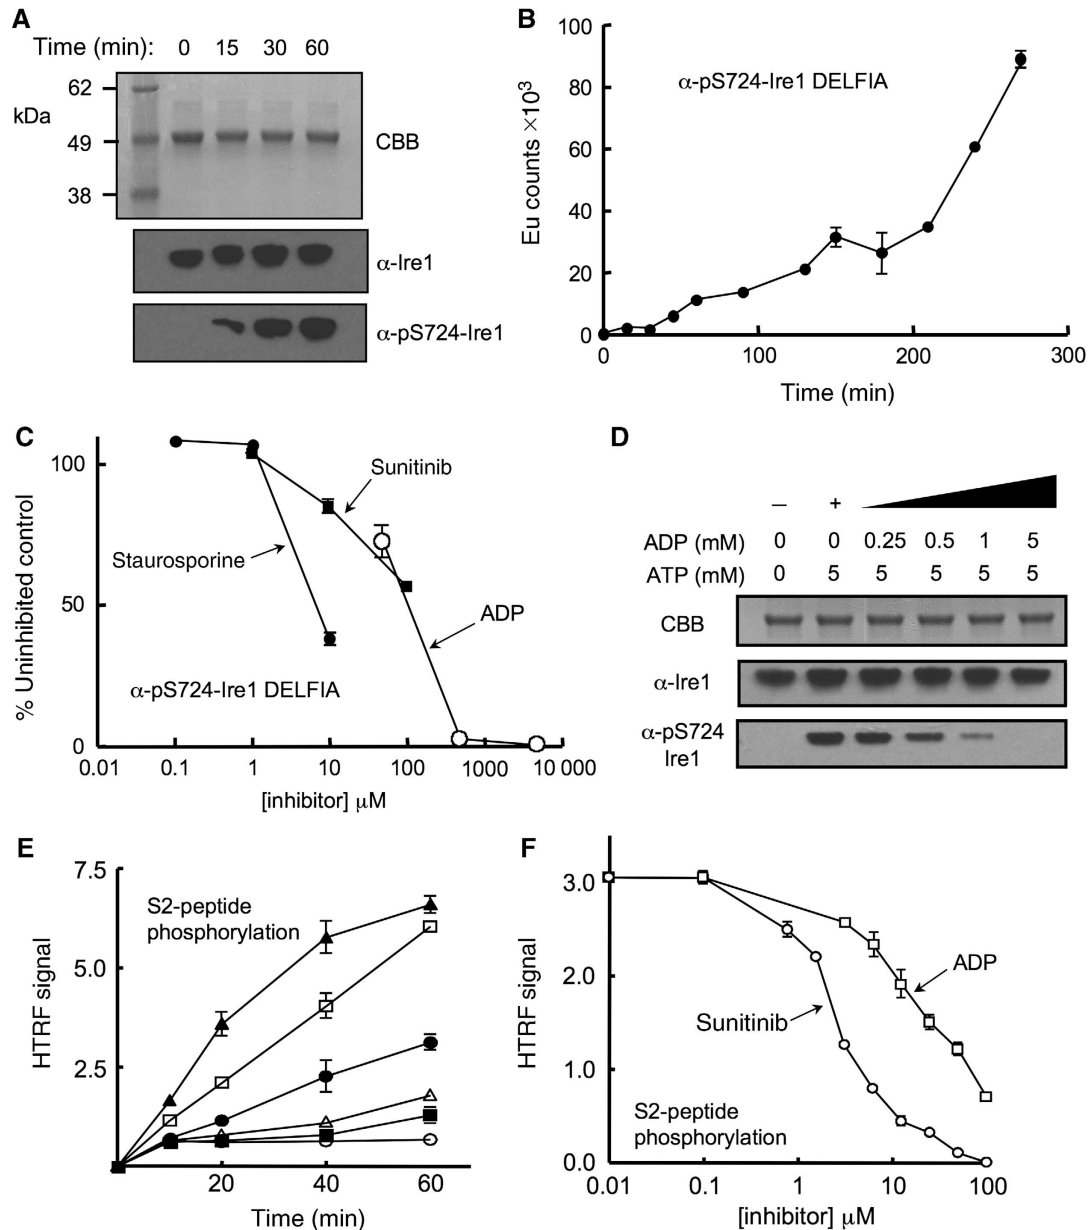 A
Time (min): 0 15 30 60
kDa
62
49
38
CBB
α-Ire1
α-pS724-Ire1
B
α-pS724-Ire1 DELFIA
Eu counts ×10³
100
80
60
40
20
0
0 100 200 300
Time (min)
C
% Uninhibited control
100
50
0
Sunitinib
Staurosporine
ADP
α-pS724-Ire1 DELFIA
0.01 0.1 1 10 100 1000 10 000
[inhibitor] μM
D
– +
ADP (mM) 0 0 0.25 0.5 1 5
ATP (mM) 0 5 5 5 5 5
CBB
α-Ire1
α-pS724
Ire1
E
HTRF signal
7.5
5.0
2.5
S2-peptide
phosphorylation
20 40 60
Time (min)
F
HTRF signal
3.0
2.0
1.0
0.0
ADP
Sunitinib
S2-peptide
phosphorylation
0.01 0.1 1 10 100
[inhibitor] μM